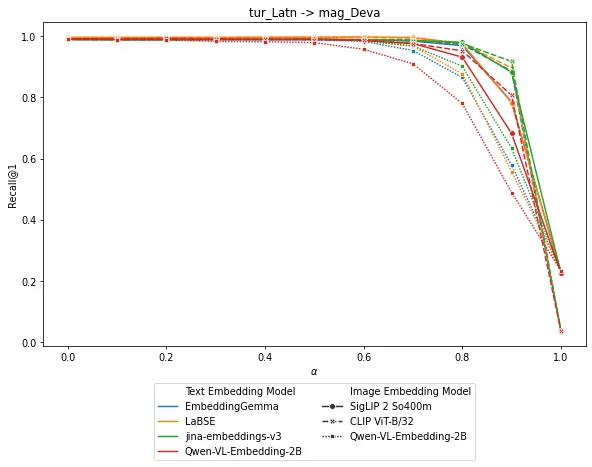 tur_Latn -> mag_Deva
1.0
0.8
0.6
0.4
0.2
0.0
Recall@1
0.0 0.2 0.4 0.6 0.8 1.0
α
Text Embedding Model Image Embedding Model
EmbeddingGemma SigLIP 2 So400m
LaBSE CLIP ViT-B/32
jina-embeddings-v3 Qwen-VL-Embedding-2B
Qwen-VL-Embedding-2B